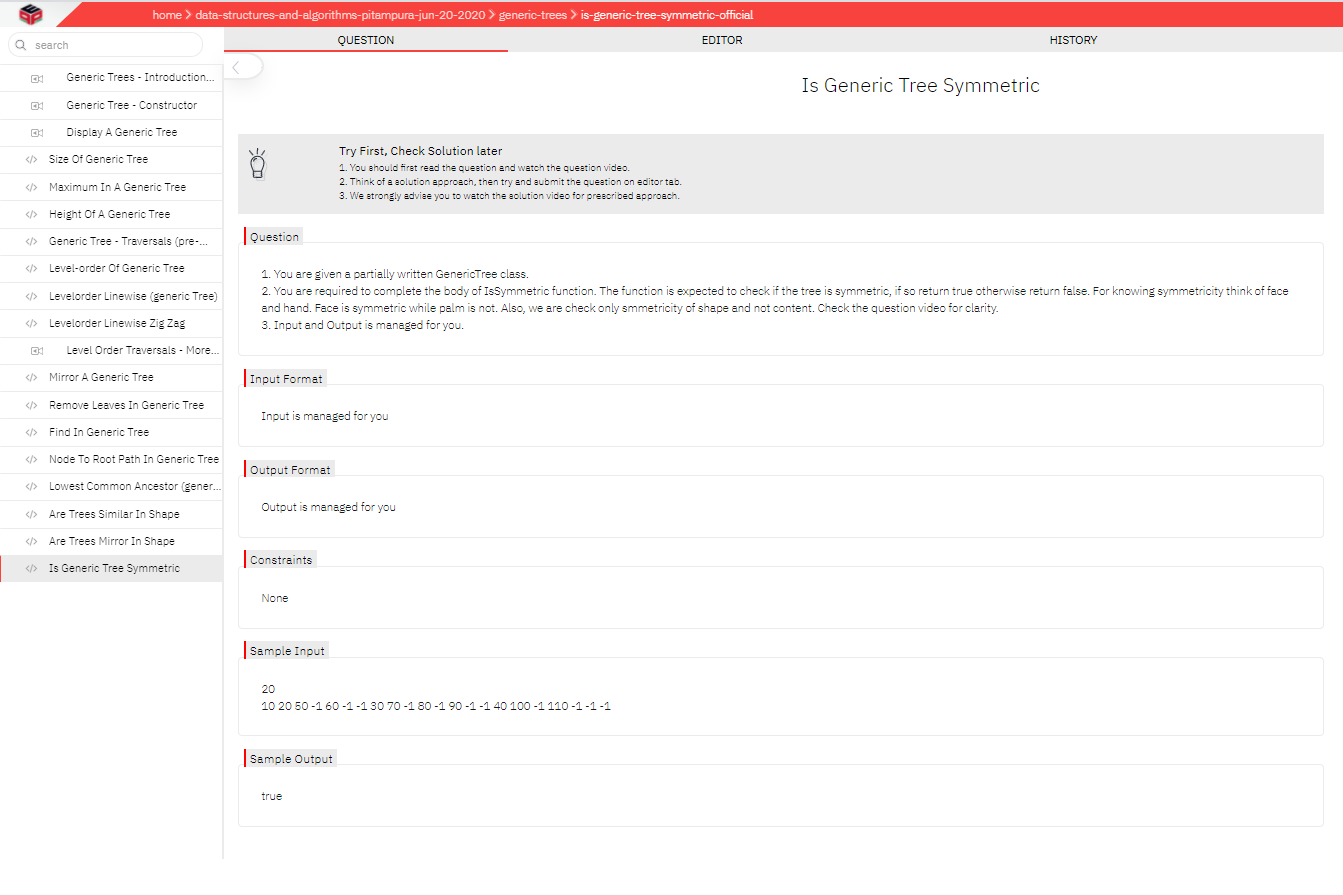 home > data-structures-and-algorithms-pitampura-jun-20-2020 > generic-trees > is-generic-tree-symmetric-official
search
Generic Trees - Introduction...
Generic Tree - Constructor
Display A Generic Tree
Size Of Generic Tree
Maximum In A Generic Tree
Height Of A Generic Tree
Generic Tree - Traversals (pre-...
Level-order Of Generic Tree
Levelorder Linewise (generic Tree)
Levelorder Linewise Zig Zag
Level Order Traversals - More...
Mirror A Generic Tree
Remove Leaves In Generic Tree
Find In Generic Tree
Node To Root Path In Generic Tree
Lowest Common Ancestor (gener...
Are Trees Similar In Shape
Are Trees Mirror In Shape
Is Generic Tree Symmetric
QUESTION EDITOR HISTORY
Is Generic Tree Symmetric
Try First, Check Solution later
1. You should first read the question and watch the question video.
2. Think of a solution approach, then try and submit the question on editor tab.
3. We strongly advise you to watch the solution video for prescribed approach.
Question
1. You are given a partially written GenericTree class.
2. You are required to complete the body of IsSymmetric function. The function is expected to check if the tree is symmetric, if so return true otherwise return false. For knowing symmetricity think of face
and hand. Face is symmetric while palm is not. Also, we are check only smmetricity of shape and not content. Check the question video for clarity.
3. Input and Output is managed for you.
Input Format
Input is managed for you
Output Format
Output is managed for you
Constraints
None
Sample Input
20
10 20 50 -1 60 -1 -1 30 70 -1 80 -1 90 -1 -1 40 100 -1 110 -1 -1 -1
Sample Output
true